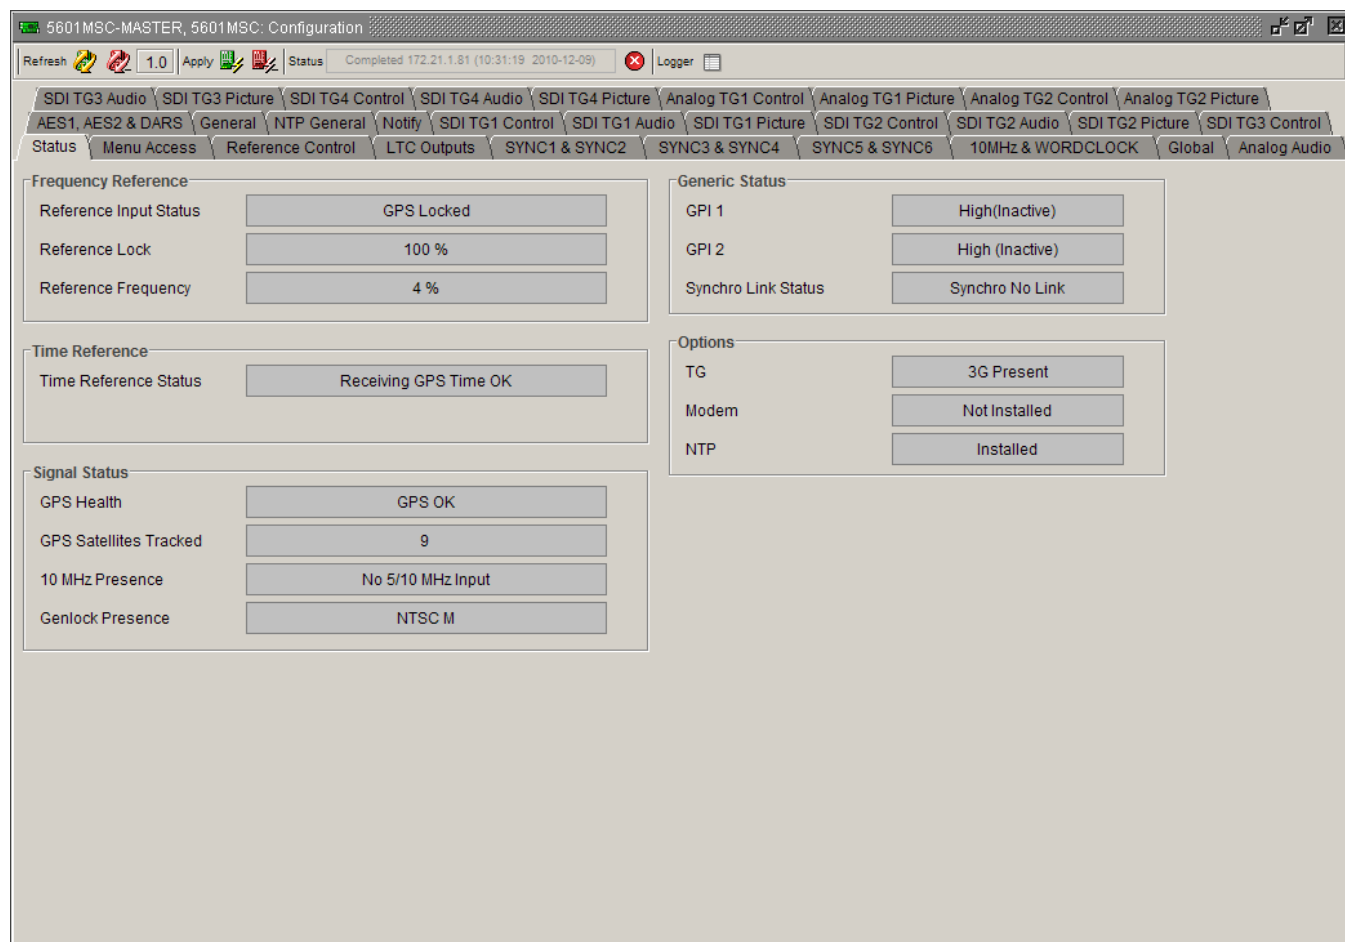 5601MSC-MASTER, 5601MSC: Configuration
Refresh 1.0 Apply Status Completed 172.21.1.81 (10:31:19 2010-12-09) Logger
SDI TG3 Audio SDI TG3 Picture SDI TG4 Control SDI TG4 Audio SDI TG4 Picture Analog TG1 Control Analog TG1 Picture Analog TG2 Control Analog TG2 Picture
AES1, AES2 & DARS General NTP General Notify SDI TG1 Control SDI TG1 Audio SDI TG1 Picture SDI TG2 Control SDI TG2 Audio SDI TG2 Picture SDI TG3 Control
Status Menu Access Reference Control LTC Outputs SYNC1 & SYNC2 SYNC3 & SYNC4 SYNC5 & SYNC6 10MHz & WORDCLOCK Global Analog Audio
Frequency Reference
Reference Input Status GPS Locked
Reference Lock 100 %
Reference Frequency 4 %
Time Reference
Time Reference Status Receiving GPS Time OK
Signal Status
GPS Health GPS OK
GPS Satellites Tracked 9
10 MHz Presence No 5/10 MHz Input
Genlock Presence NTSC M
Generic Status
GPI 1 High(Inactive)
GPI 2 High (Inactive)
Synchro Link Status Synchro No Link
Options
TG 3G Present
Modem Not Installed
NTP Installed